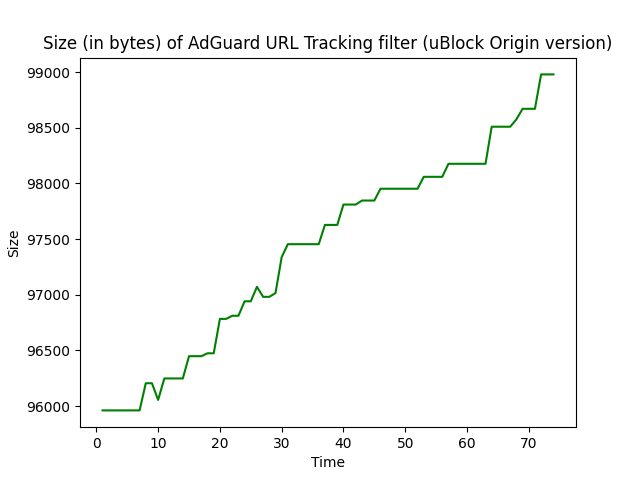 Size (in bytes) of AdGuard URL Tracking filter (uBlock Origin version)
99000
98500
98000
97500
97000
96500
96000
Size
0 10 20 30 40 50 60 70
Time